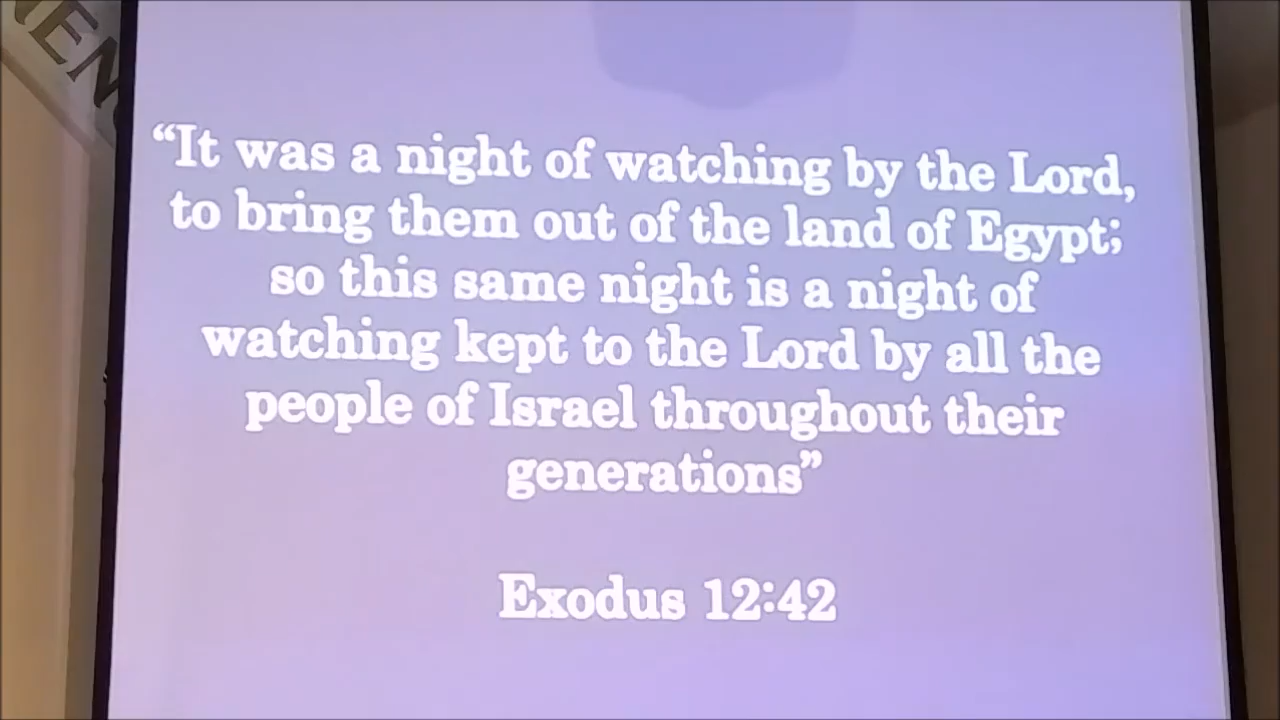 “It was a night of watching by the Lord,
to bring them out of the land of Egypt;
so this same night is a night of
watching kept to the Lord by all the
people of Israel throughout their
generations”
Exodus 12:42